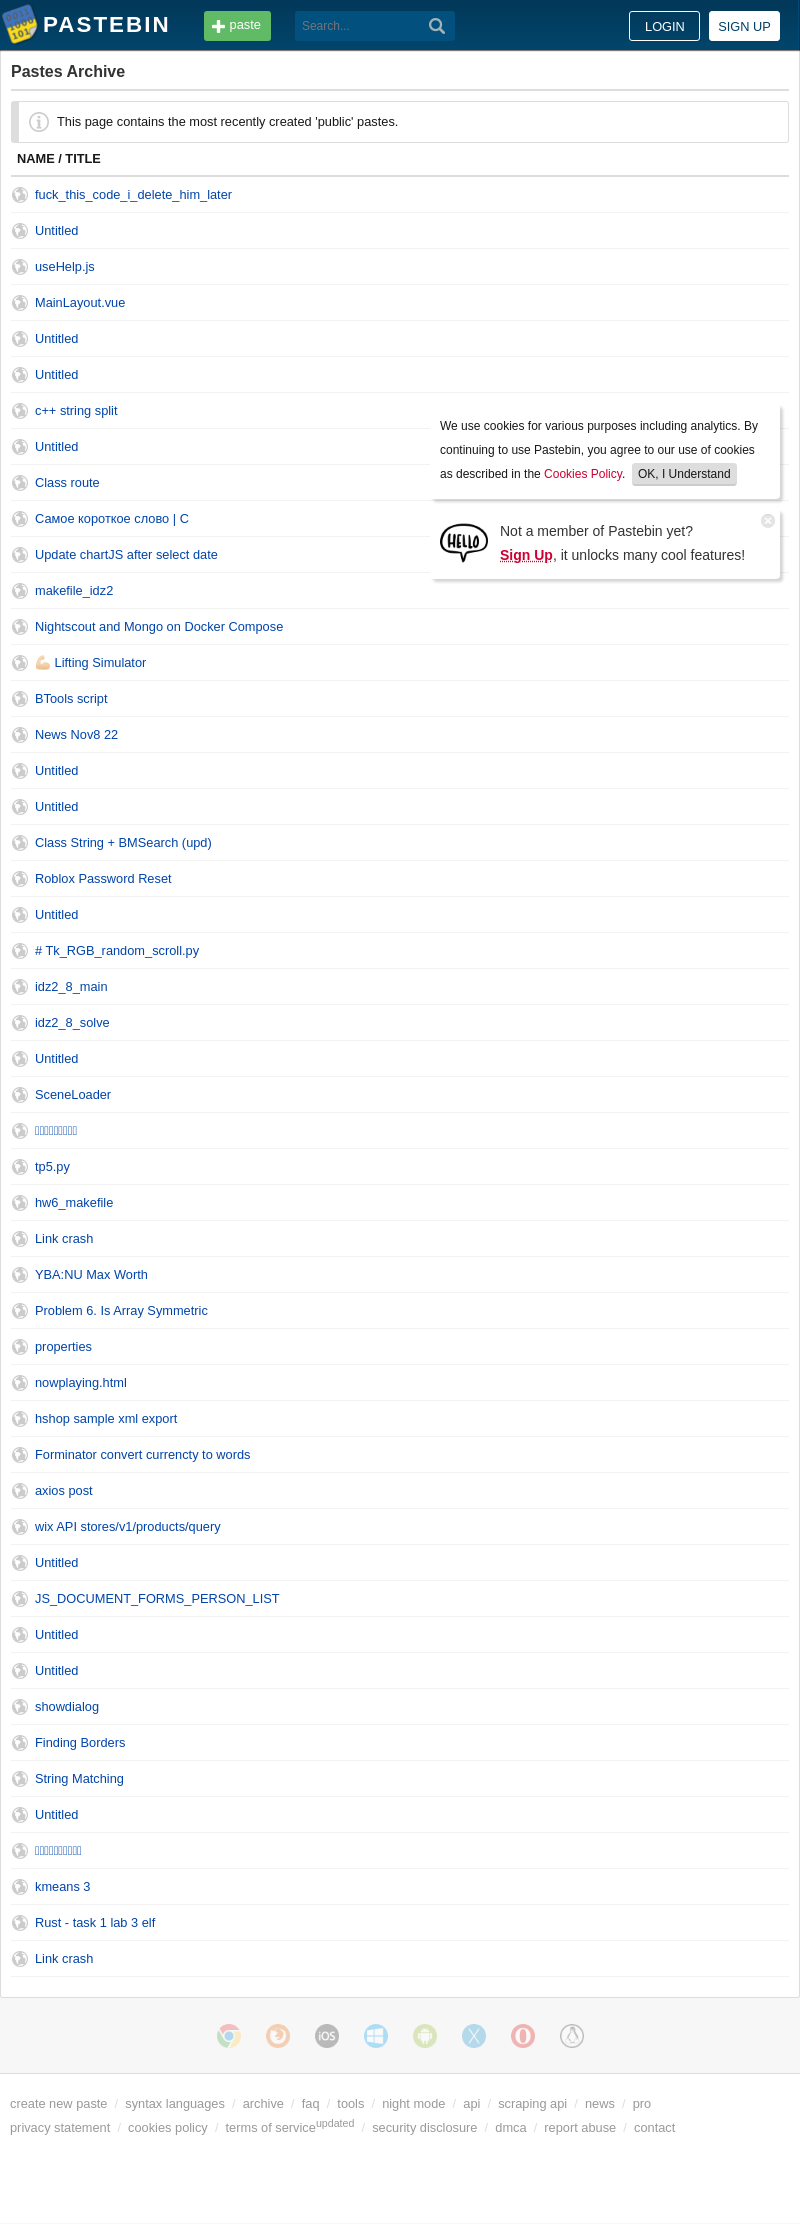 PASTEBIN
paste
Search...
LOGIN
SIGN UP
Pastes Archive
This page contains the most recently created 'public' pastes.
NAME / TITLE
fuck_this_code_i_delete_him_later
Untitled
useHelp.js
MainLayout.vue
Untitled
Untitled
c++ string split
Untitled
Class route
Самое короткое слово | C
Update chartJS after select date
makefile_idz2
Nightscout and Mongo on Docker Compose
💪🏻 Lifting Simulator
BTools script
News Nov8 22
Untitled
Untitled
Class String + BMSearch (upd)
Roblox Password Reset
Untitled
# Tk_RGB_random_scroll.py
idz2_8_main
idz2_8_solve
Untitled
SceneLoader
tp5.py
hw6_makefile
Link crash
YBA:NU Max Worth
Problem 6. Is Array Symmetric
properties
nowplaying.html
hshop sample xml export
Forminator convert currencty to words
axios post
wix API stores/v1/products/query
Untitled
JS_DOCUMENT_FORMS_PERSON_LIST
Untitled
Untitled
showdialog
Finding Borders
String Matching
Untitled
kmeans 3
Rust - task 1 lab 3 elf
Link crash
We use cookies for various purposes including analytics. By
continuing to use Pastebin, you agree to our use of cookies
as described in the Cookies Policy. OK, I Understand
HELLO
Not a member of Pastebin yet?
Sign Up, it unlocks many cool features!
iOS
create new paste / syntax languages / archive / faq / tools / night mode / api / scraping api / news / pro
privacy statement / cookies policy / terms of service updated / security disclosure / dmca / report abuse / contact